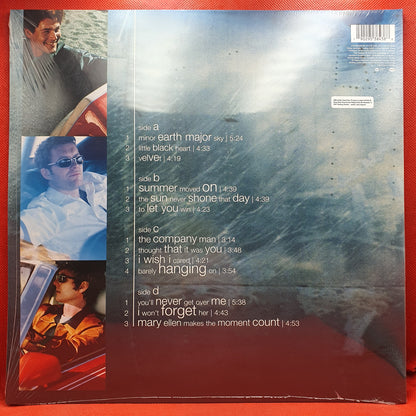 side a
1 minor earth major sky | 5:24
2 little black heart | 4:33
3 velvet | 4:19
side b
1 summer moved on | 4:39
2 the sun never shone that day | 4:39
3 to let you win | 4:23
side c
1 the company man | 3:14
2 thought that it was you | 3:48
3 i wish i cared | 4:21
4 barely hanging on | 3:54
side d
1 you'll never get over me | 5:38
2 i won't forget her | 4:43
3 mary ellen makes the moment count | 4:53